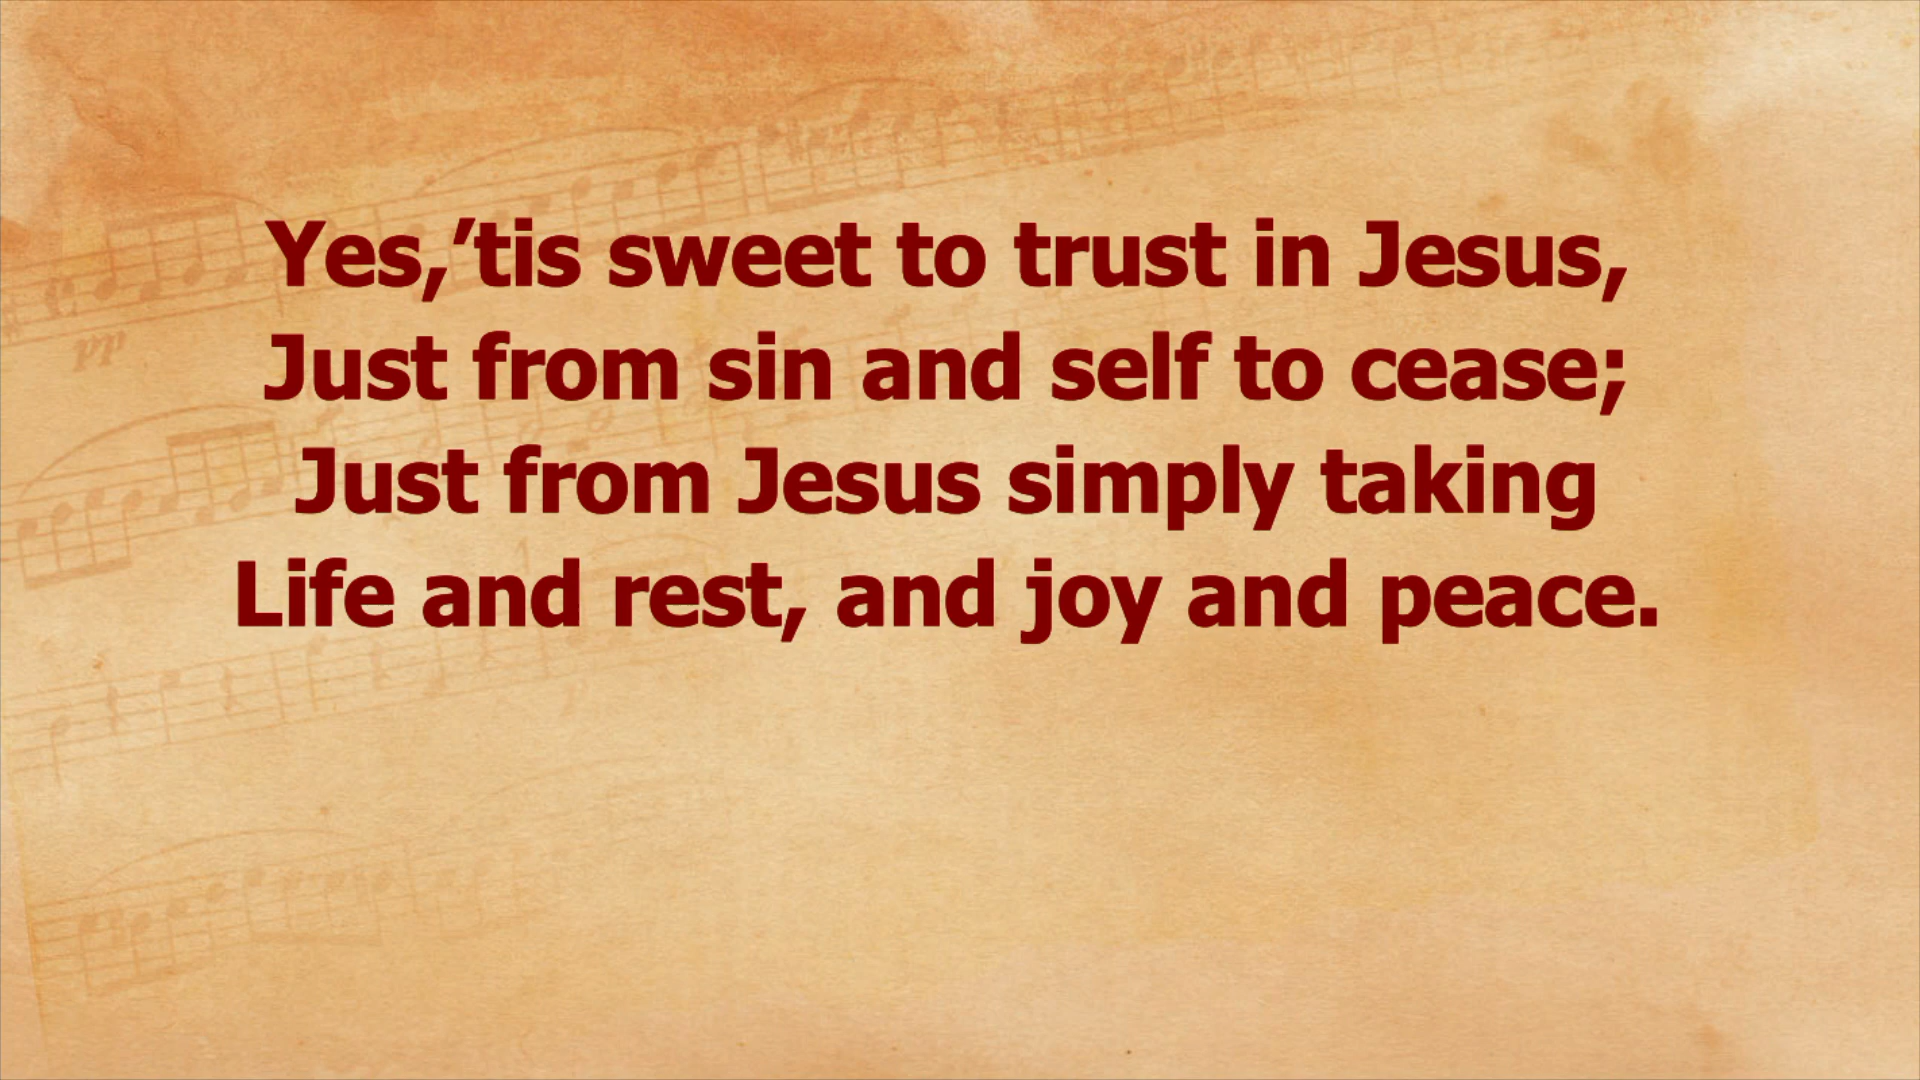 Yes,’tis sweet to trust in Jesus,
Just from sin and self to cease;
Just from Jesus simply taking
Life and rest, and joy and peace.